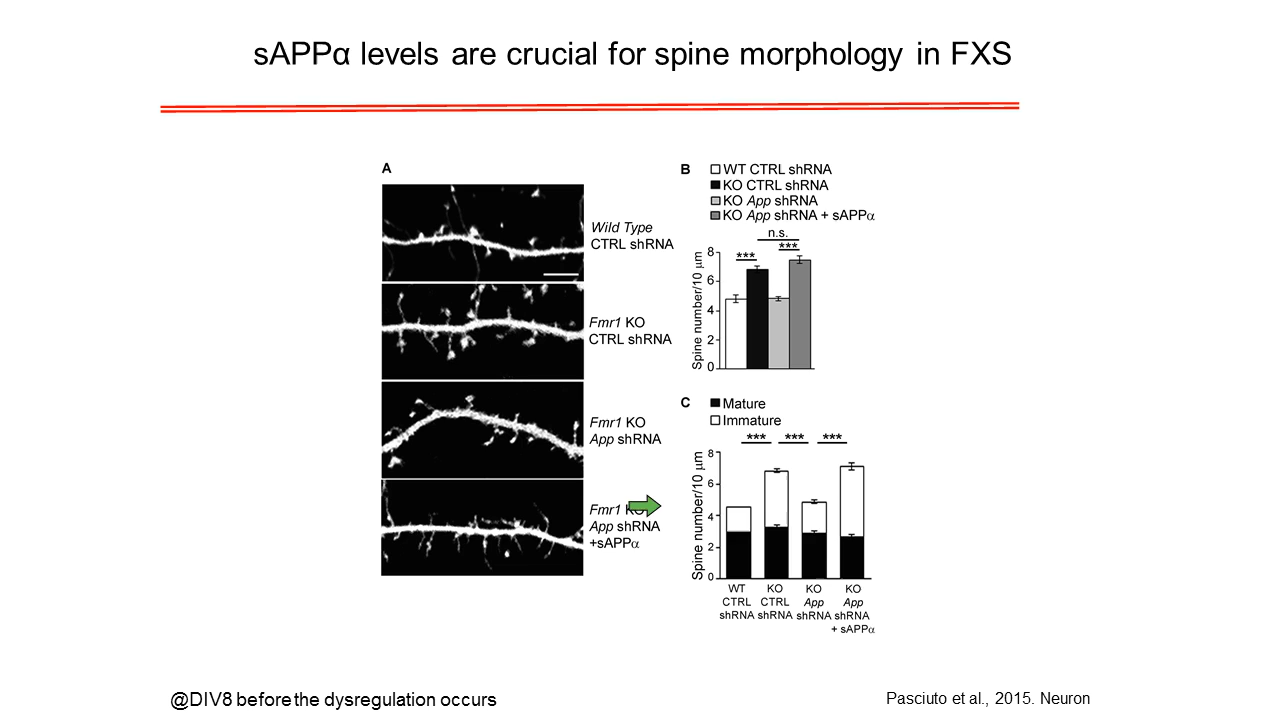 sAPPα levels are crucial for spine morphology in FXS
A
Wild Type
CTRL shRNA
Fmr1 KO
CTRL shRNA
Fmr1 KO
App shRNA
Fmr1 KO
App shRNA
+sAPPα
B
WT CTRL shRNA
KO CTRL shRNA
KO App shRNA
KO App shRNA + sAPPα
n.s.
*** ***
Spine number/10 μm
8
6
4
2
0
C
Mature
Immature
*** *** ***
Spine number/10 μm
8
6
4
2
0
WT KO KO KO
CTRL CTRL App App
shRNA shRNA shRNA shRNA
+ sAPPα
@DIV8 before the dysregulation occurs
Pasciuto et al., 2015. Neuron